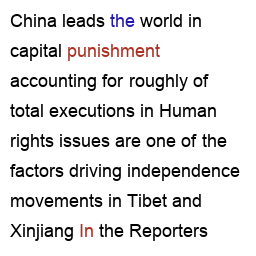 China leads the world in
capital punishment
accounting for roughly of
total executions in Human
rights issues are one of the
factors driving independence
movements in Tibet and
Xinjiang In the Reporters